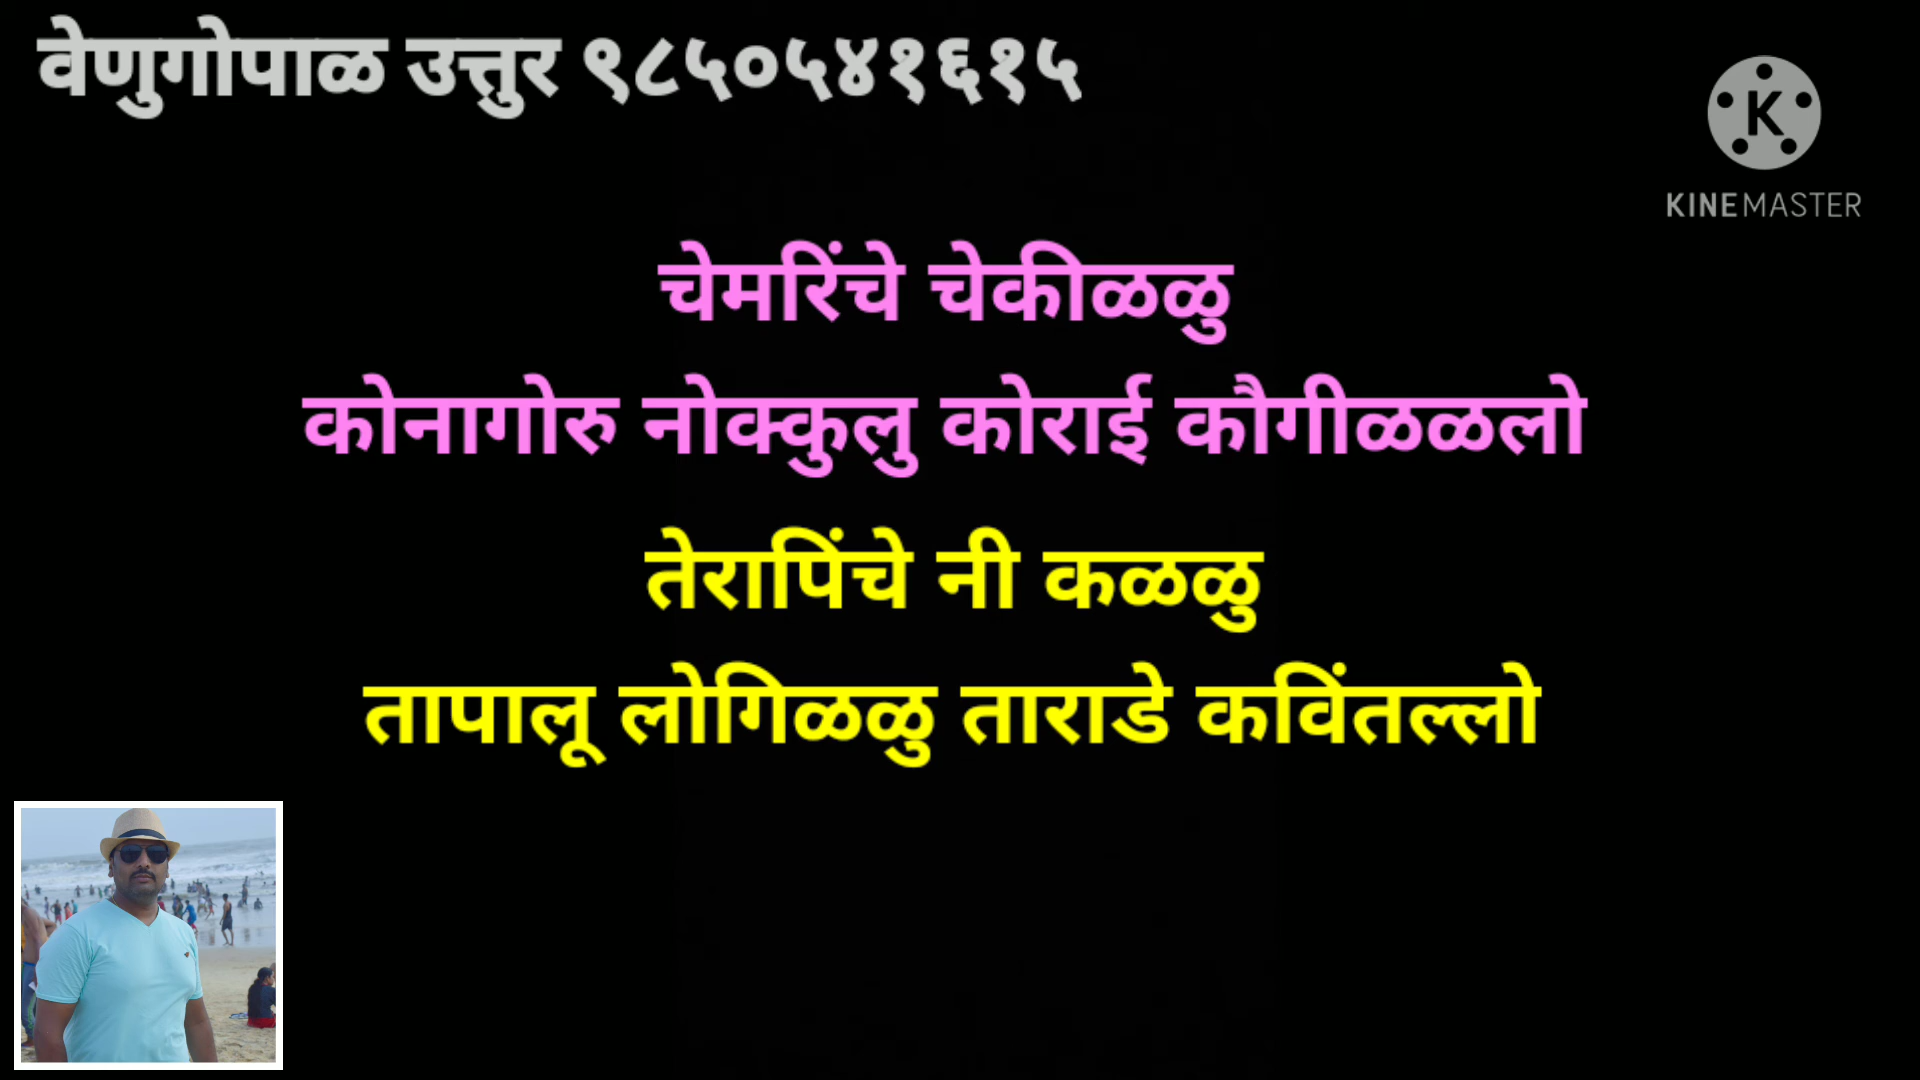 वेणुगोपाळ उत्तुर ९८५०५४१६१५
KINEMASTER
चेमरिंचे चेकीळळु
कोनागोरु नोक्कुलु कोराई कौगीळळलो
तेरापिंचे नी कळळु
तापालू लोगिळळु ताराडे कविंतल्लो